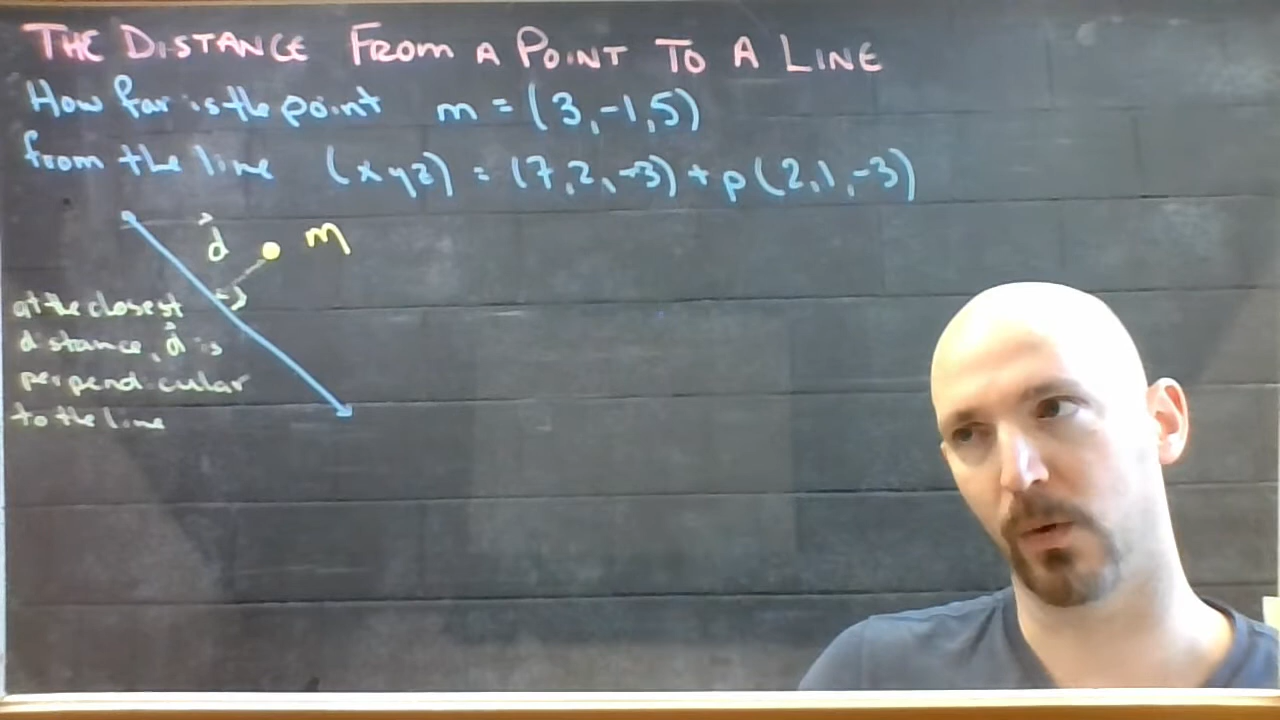 THE DISTANCE FROM A POINT TO A LINE
How far is the point m = (3,-1,5)
from the line (xyz) = (7,2,-3) + p(2,1,-3)
d m
at the closest
distance, d is
perpendicular
to the line